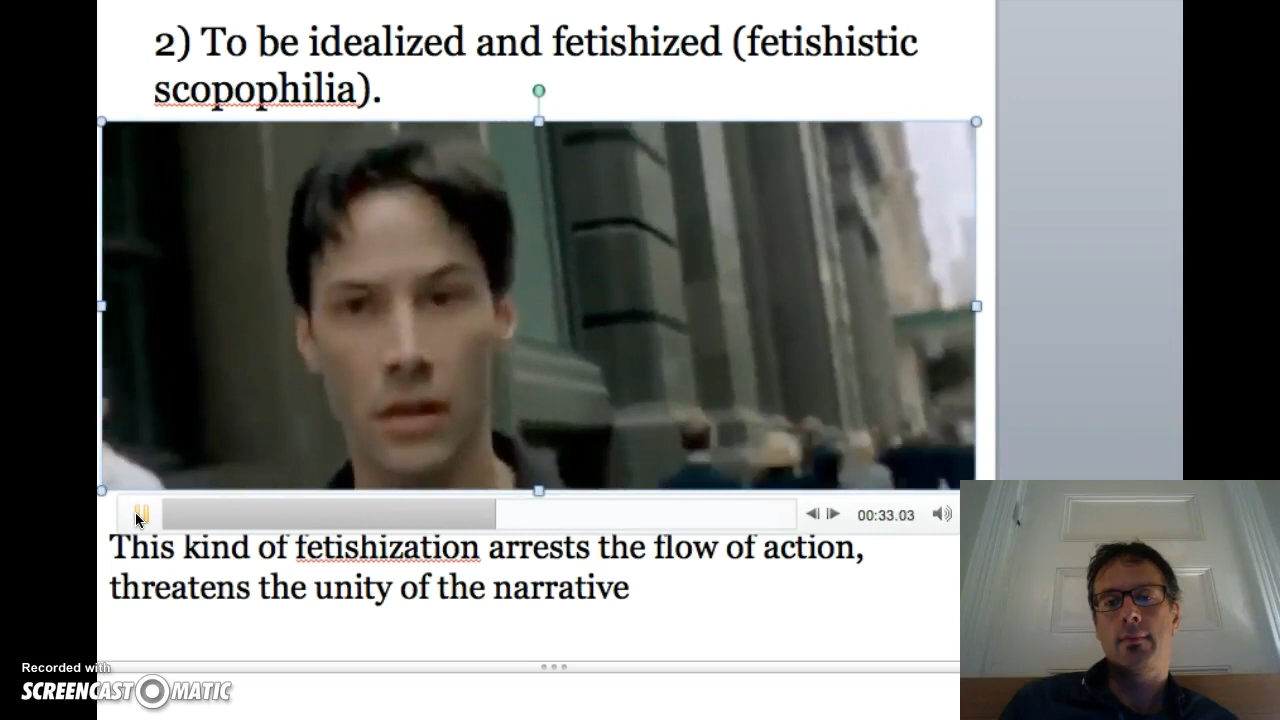 2) To be idealized and fetishized (fetishistic
scopophilia).
00:33.03
This kind of fetishization arrests the flow of action,
threatens the unity of the narrative
Recorded with
SCREENCAST MATIC